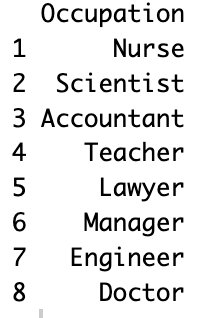 Occupation
1 Nurse
2 Scientist
3 Accountant
4 Teacher
5 Lawyer
6 Manager
7 Engineer
8 Doctor